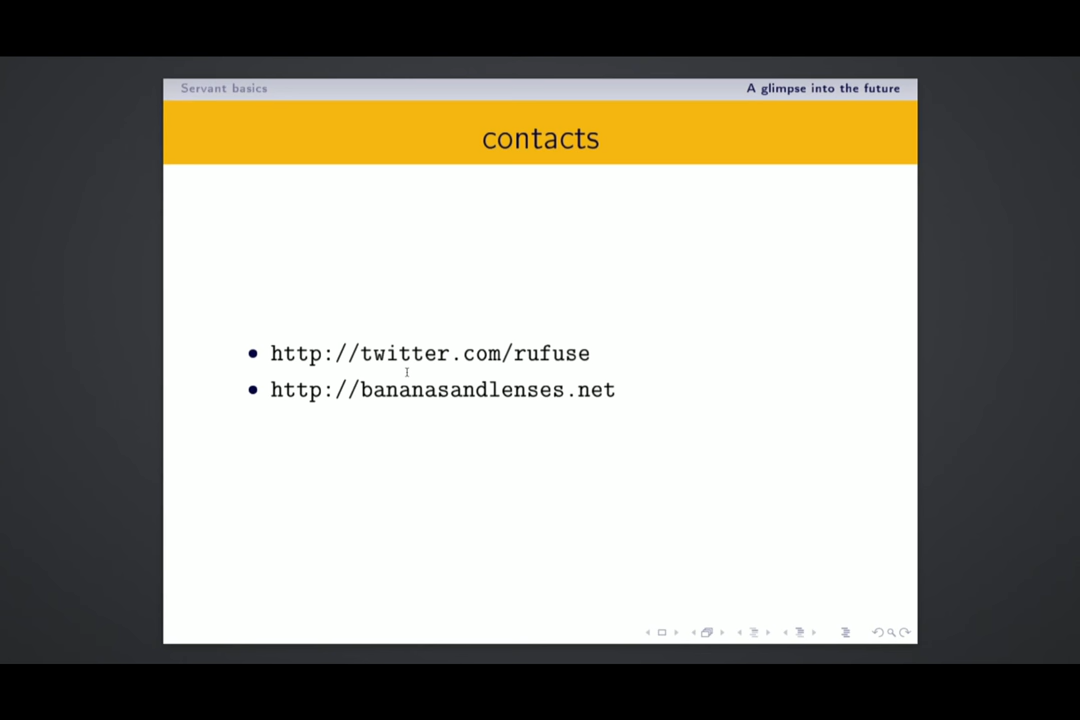 Servant basics
A glimpse into the future
contacts
• http://twitter.com/rufuse
• http://bananasandlenses.net